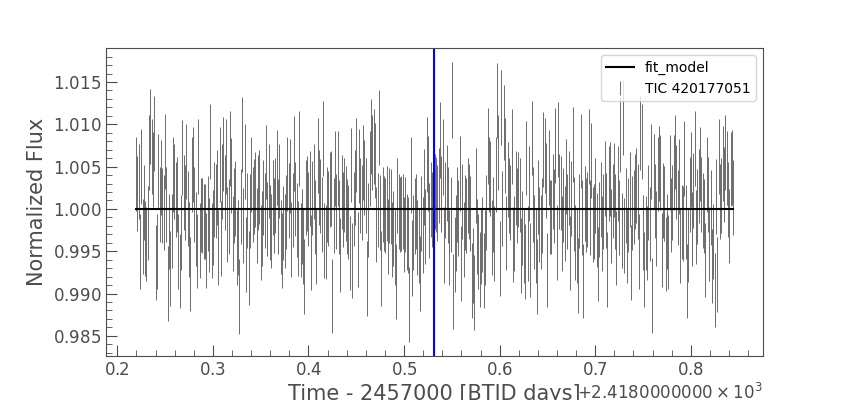 fit_model
TIC 420177051
1.015
1.010
1.005
1.000
0.995
0.990
0.985
Normalized Flux
0.2 0.3 0.4 0.5 0.6 0.7 0.8
Time - 2457000 [BTJD days]
+2.4180000000 × 10³